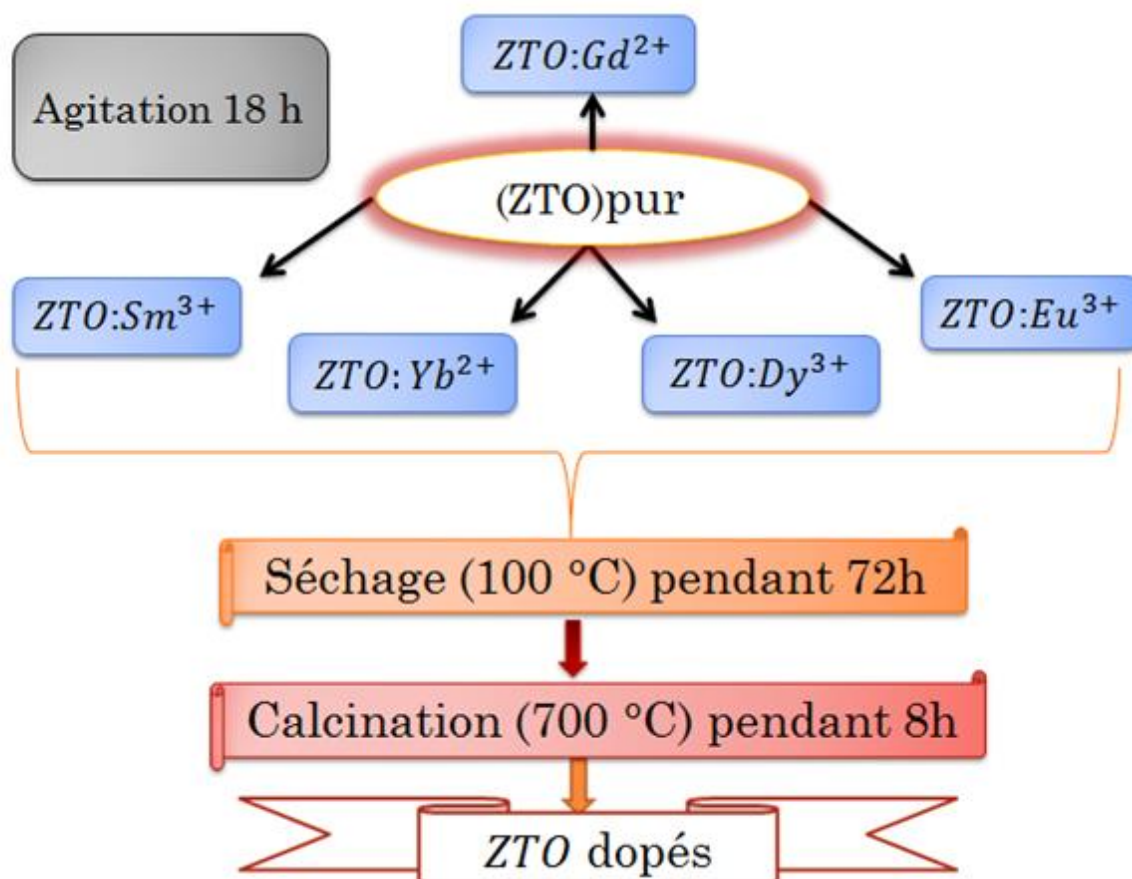 ZTO:Gd²⁺
Agitation 18 h
(ZTO)pur
ZTO:Sm³⁺
ZTO:Yb²⁺
ZTO:Dy³⁺
ZTO:Eu³⁺
Séchage (100 °C) pendant 72h
Calcination (700 °C) pendant 8h
ZTO dopés